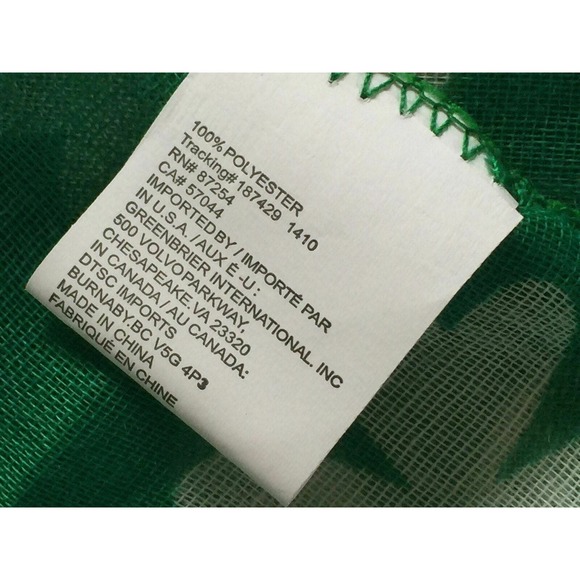 100% POLYESTER
Tracking# 187429 1410
RN# 87254
CA# 57044
IMPORTED BY / IMPORTÉ PAR
IN U.S.A. /AUX É -U :
GREENBRIER INTERNATIONAL. INC
500 VOLVO PARKWAY.
CHESAPEAKE. VA 23320
IN CANADA / AU CANADA:
DTSC IMPORTS
BURNABY.BC V5G 4P3
MADE IN CHINA
FABRIQUÉ EN CHINE